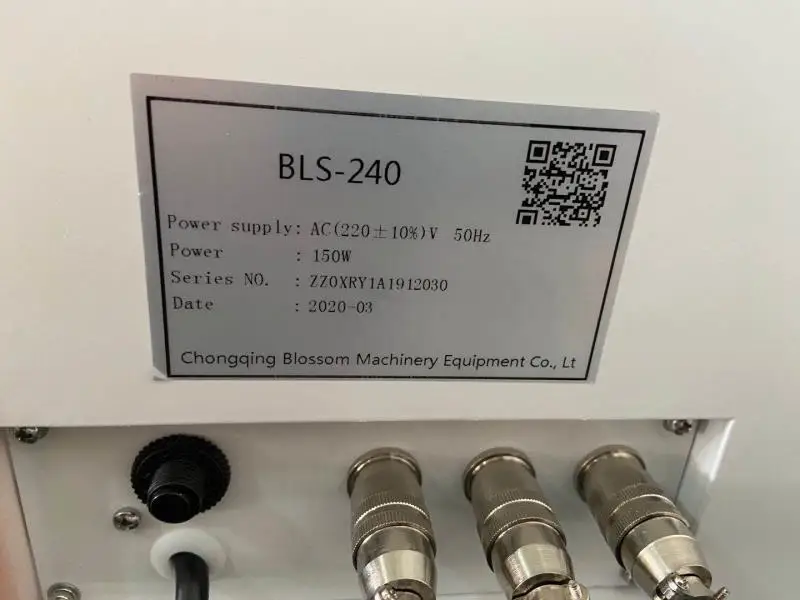 BLS-240
Power supply: AC(220±10%)V 50Hz
Power : 150W
Series NO. : ZZ0XRY1A1912030
Date : 2020-03
Chongqing Blossom Machinery Equipment Co., Lt